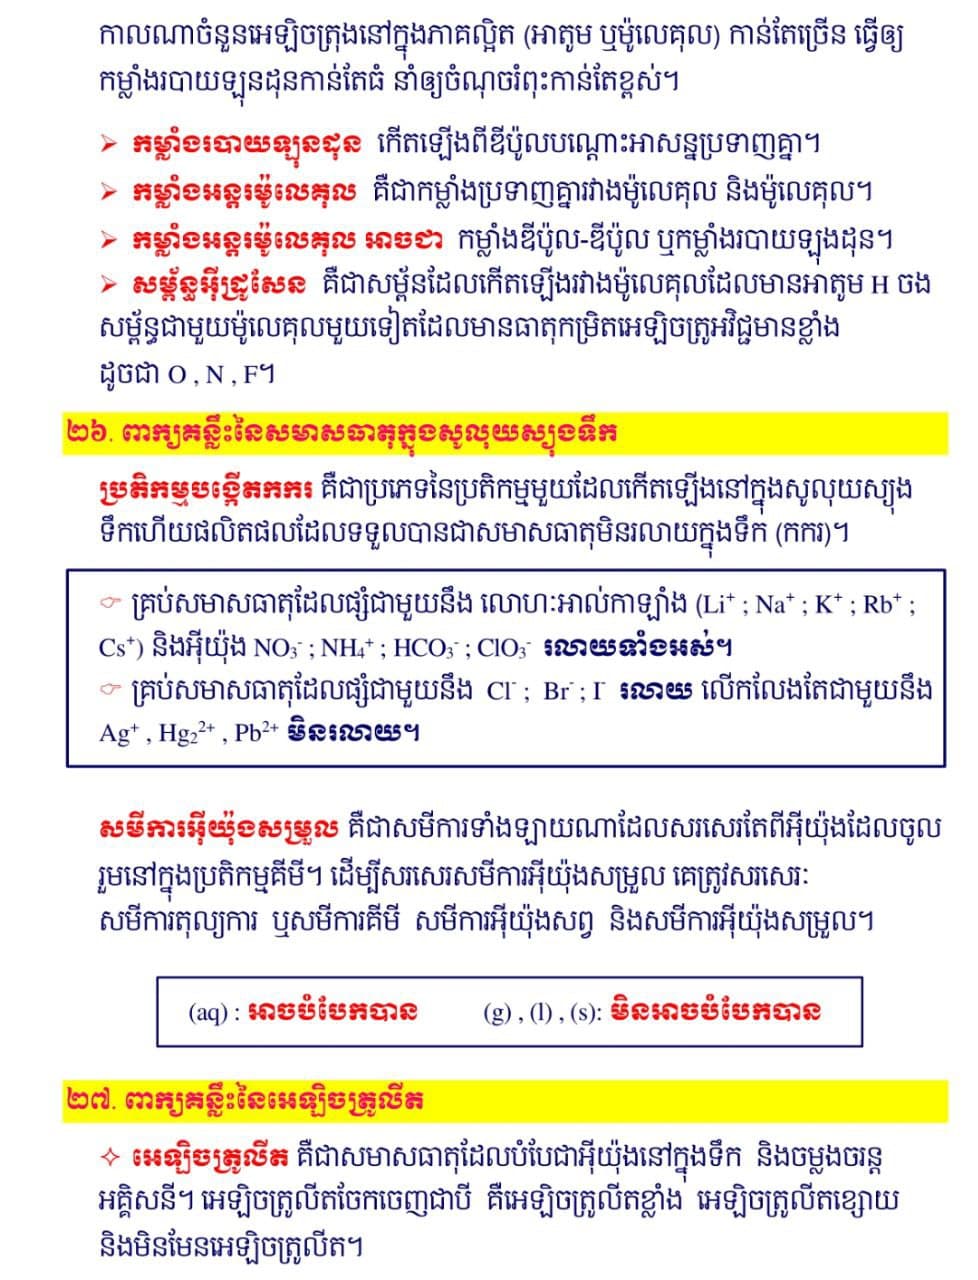 កាលណាចំនួនអេឡិចត្រុងនៅក្នុងភាគល្អិត (អាតូម ឬម៉ូលេគុល) កាន់តែច្រើន ធ្វើឲ្យ
កម្លាំងរបាយឡុនដុនកាន់តែធំ នាំឲ្យចំណុចរំពុះកាន់តែខ្ពស់។
➢ កម្លាំងរបាយឡុនដុន កើតឡើងពីឌីប៉ូលបណ្ដោះអាសន្នប្រទាញគ្នា។
➢ កម្លាំងអន្តរម៉ូលេគុល គឺជាកម្លាំងប្រទាញគ្នារវាងម៉ូលេគុល និងម៉ូលេគុល។
➢ កម្លាំងអន្តរម៉ូលេគុល អាចជា កម្លាំងឌីប៉ូល-ឌីប៉ូល ឬកម្លាំងរបាយឡុងដុន។
➢ សម្ព័ន្ធអ៊ីដ្រូសែន គឺជាសម្ព័នដែលកើតឡើងរវាងម៉ូលេគុលដែលមានអាតូម H ចង
សម្ព័ន្ធជាមួយម៉ូលេគុលមួយទៀតដែលមានធាតុកម្រិតអេឡិចត្រូអវិជ្ជមានខ្លាំង
ដូចជា O , N , F។
២៦. ពាក្យគន្លឹះនៃសមាសធាតុក្នុងសូលុយស្យុងទឹក
ប្រតិកម្មបង្កើតកករ គឺជាប្រភេទនៃប្រតិកម្មមួយដែលកើតឡើងនៅក្នុងសូលុយស្យុង
ទឹកហើយផលិតផលដែលទទួលបានជាសមាសធាតុមិនរលាយក្នុងទឹក (កករ)។
☞ គ្រប់សមាសធាតុដែលផ្សំជាមួយនឹង លោហៈអាល់កាឡាំង (Li⁺ ; Na⁺ ; K⁺ ; Rb⁺ ;
Cs⁺) និងអ៊ីយ៉ុង NO₃⁻ ; NH₄⁺ ; HCO₃⁻ ; ClO₃⁻ រលាយទាំងអស់។
☞ គ្រប់សមាសធាតុដែលផ្សំជាមួយនឹង Cl⁻ ; Br⁻ ; I⁻ រលាយ លើកលែងតែជាមួយនឹង
Ag⁺ , Hg₂²⁺ , Pb²⁺ មិនរលាយ។
សមីការអ៊ីយ៉ុងសម្រួល គឺជាសមីការទាំងឡាយណាដែលសរសេរតែពីអ៊ីយ៉ុងដែលចូល
រួមនៅក្នុងប្រតិកម្មគីមី។ ដើម្បីសរសេរសមីការអ៊ីយ៉ុងសម្រួល គេត្រូវសរសេរៈ
សមីការតុល្យការ ឬសមីការគីមី សមីការអ៊ីយ៉ុងសព្វ និងសមីការអ៊ីយ៉ុងសម្រួល។
(aq) : អាចបំបែកបាន (g) , (l) , (s): មិនអាចបំបែកបាន
២៧. ពាក្យគន្លឹះនៃអេឡិចត្រូលីត
✧ អេឡិចត្រូលីត គឺជាសមាសធាតុដែលបំបែជាអ៊ីយ៉ុងនៅក្នុងទឹក និងចម្លងចរន្ត
អគ្គិសនី។ អេឡិចត្រូលីតចែកចេញជាបី គឺអេឡិចត្រូលីតខ្លាំង អេឡិចត្រូលីតខ្សោយ
និងមិនមែនអេឡិចត្រូលីត។